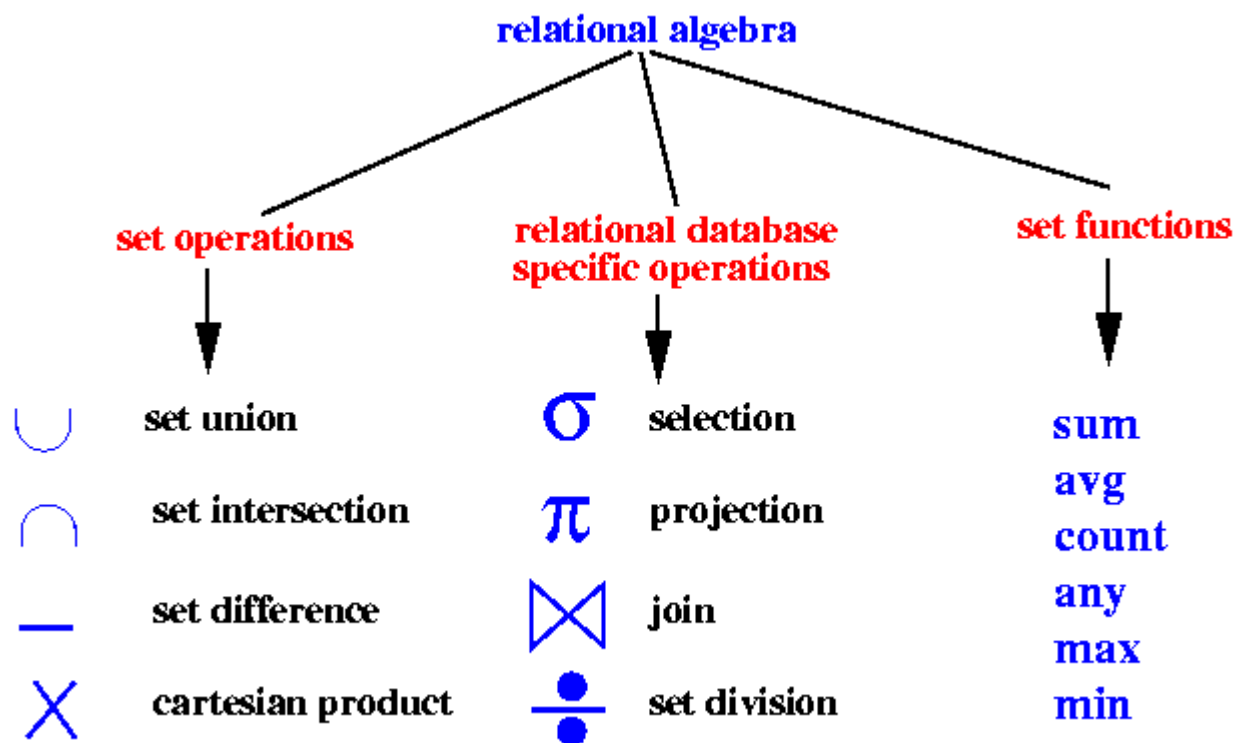 relational algebra
set operations
relational database
specific operations
set functions
∪ set union
∩ set intersection
− set difference
× cartesian product
σ selection
π projection
⋈ join
÷ set division
sum
avg
count
any
max
min